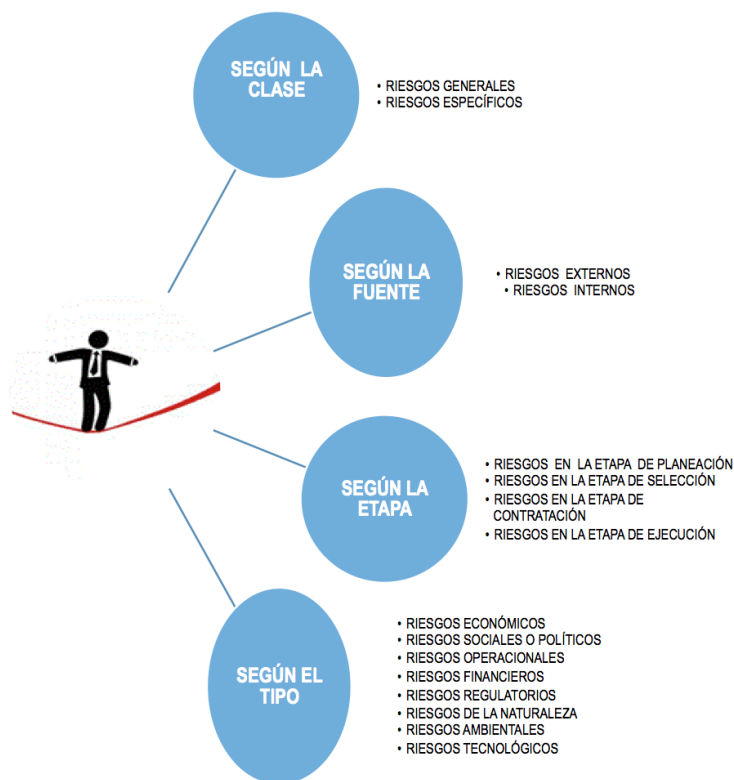 SEGÚN LA
CLASE
• RIESGOS GENERALES
• RIESGOS ESPECÍFICOS
SEGÚN LA
FUENTE
• RIESGOS EXTERNOS
• RIESGOS INTERNOS
SEGÚN LA
ETAPA
• RIESGOS EN LA ETAPA DE PLANEACIÓN
• RIESGOS EN LA ETAPA DE SELECCIÓN
• RIESGOS EN LA ETAPA DE
CONTRATACIÓN
• RIESGOS EN LA ETAPA DE EJECUCIÓN
SEGÚN EL
TIPO
• RIESGOS ECONÓMICOS
• RIESGOS SOCIALES O POLÍTICOS
• RIESGOS OPERACIONALES
• RIESGOS FINANCIEROS
• RIESGOS REGULATORIOS
• RIESGOS DE LA NATURALEZA
• RIESGOS AMBIENTALES
• RIESGOS TECNOLÓGICOS